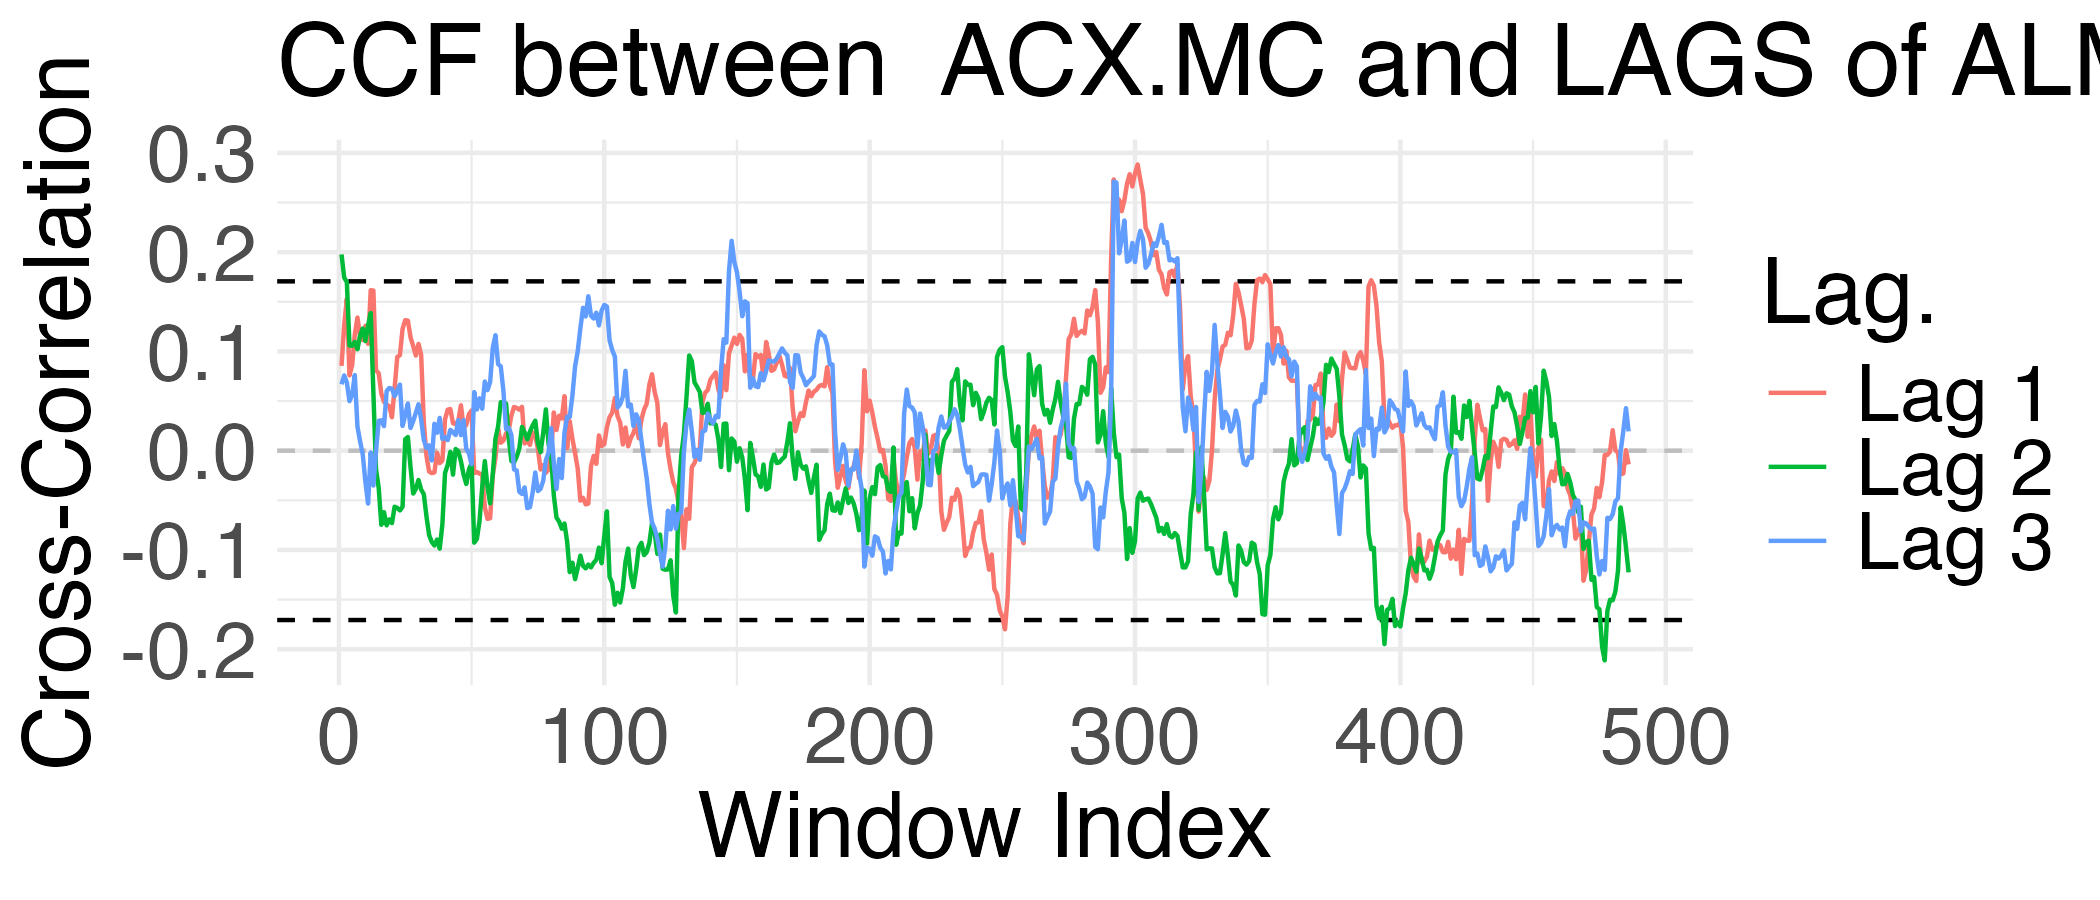 CCF between ACX.MC and LAGS of
Cross-Correlation
0.3
0.2
0.1
0.0
-0.1
-0.2
0
100
200
300
400
500
Window Index
Lag.
Lag 1
Lag 2
Lag 3